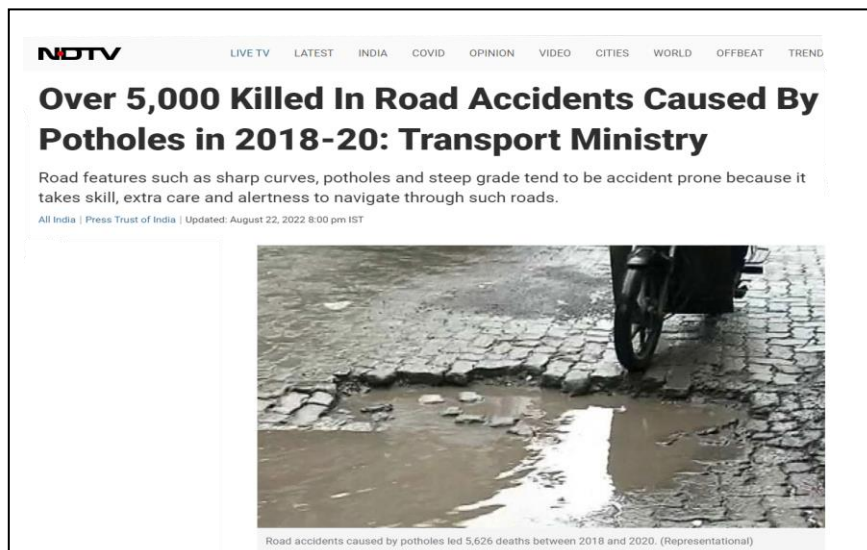 NDTV
LIVE TV LATEST INDIA COVID OPINION VIDEO CITIES WORLD OFFBEAT TREND
Over 5,000 Killed In Road Accidents Caused By
Potholes in 2018-20: Transport Ministry
Road features such as sharp curves, potholes and steep grade tend to be accident prone because it
takes skill, extra care and alertness to navigate through such roads.
All India | Press Trust of India | Updated: August 22, 2022 8:00 pm IST
Road accidents caused by potholes led 5,626 deaths between 2018 and 2020. (Representational)